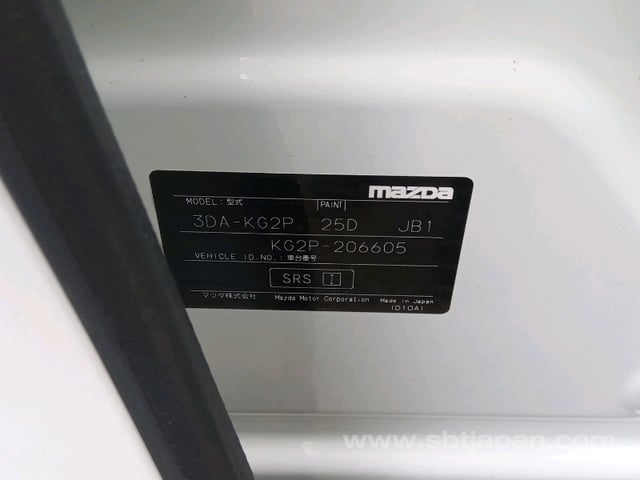 mazda
MODEL: 型式 PAINT
3DA-KG2P 25D JB1
KG2P-206605
VEHICLE ID.NO.: 車台番号
SRS I
マツダ株式会社 Mazda Motor Corporation Made in Japan
(D10A)
www.sbtjapan.com